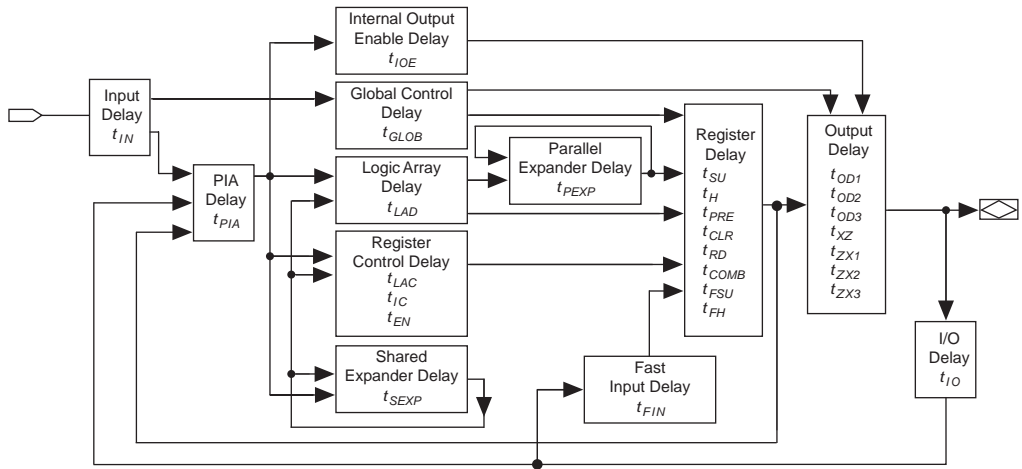 Internal Output
Enable Delay
tIOE
Input
Delay
tIN
Global Control
Delay
tGLOB
Register
Delay
tSU
tH
tPRE
tCLR
tRD
tCOMB
tFSU
tFH
Output
Delay
tOD1
tOD2
tOD3
tXZ
tZX1
tZX2
tZX3
PIA
Delay
tPIA
Logic Array
Delay
tLAD
Parallel
Expander Delay
tPEXP
Register
Control Delay
tLAC
tIC
tEN
I/O
Delay
tIO
Shared
Expander Delay
tSEXP
Fast
Input Delay
tFIN